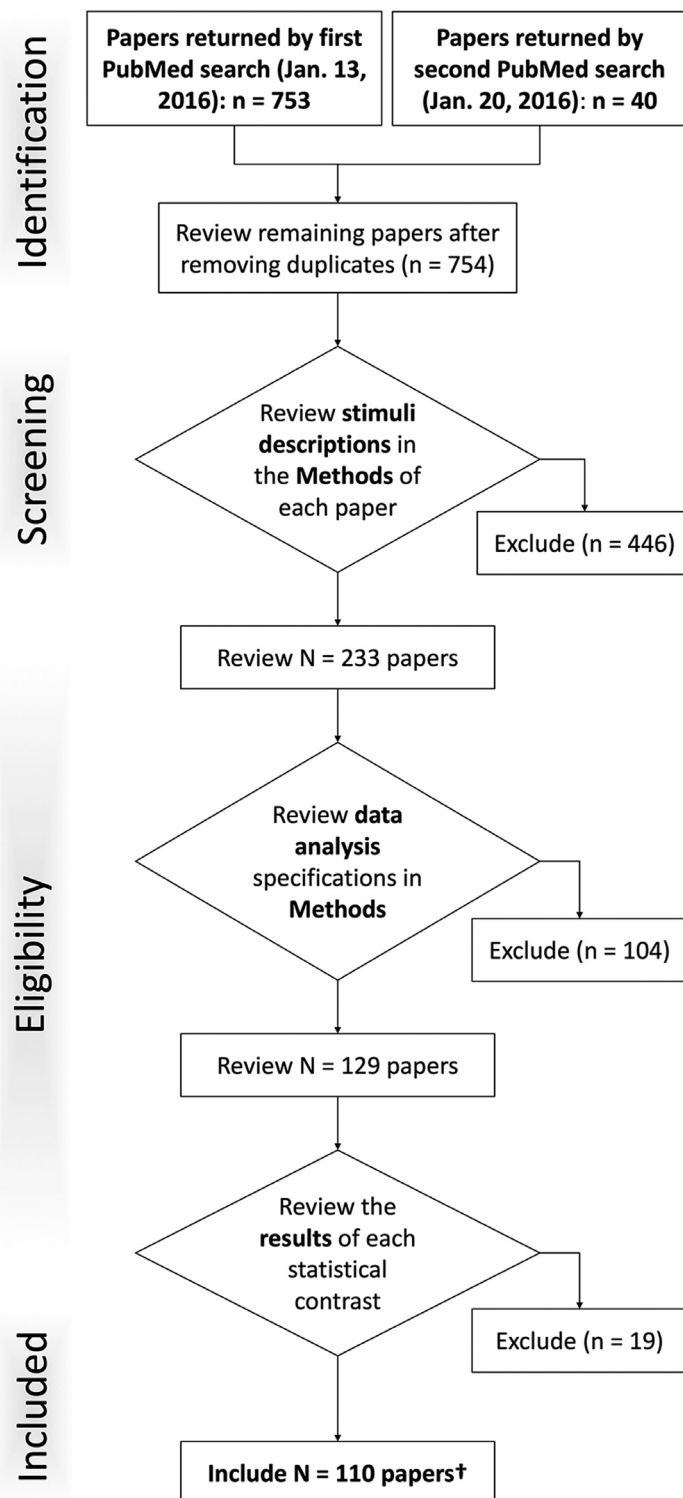 Identification
Papers returned by first
PubMed search (Jan. 13,
2016): n = 753
Papers returned by
second PubMed search
(Jan. 20, 2016): n = 40
Review remaining papers after
removing duplicates (n = 754)
Screening
Review stimuli
descriptions in
the Methods of
each paper
Exclude (n = 446)
Review N = 233 papers
Eligibility
Review data
analysis
specifications in
Methods
Exclude (n = 104)
Review N = 129 papers
Review the
results of each
statistical
contrast
Exclude (n = 19)
Included
Include N = 110 papers†